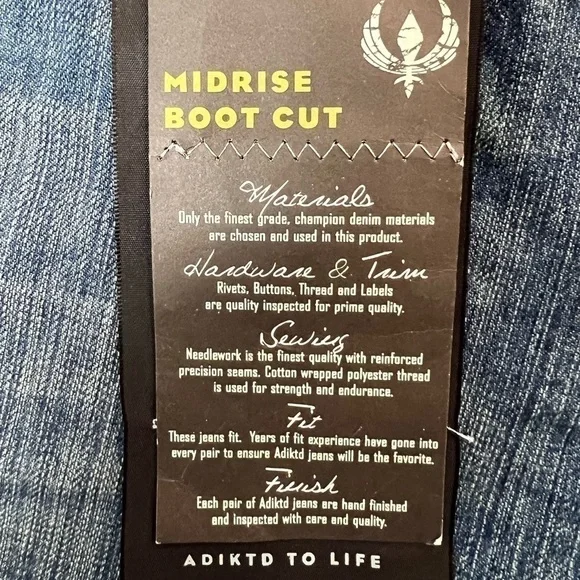 MIDRISE
BOOT CUT
Materials
Only the finest grade, champion denim materials
are chosen and used in this product.
Hardware & Trim
Rivets, Buttons, Thread and Labels
are quality inspected for prime quality.
Sewing
Needlework is the finest quality with reinforced
precision seams. Cotton wrapped polyester thread
is used for strength and endurance.
Fit
These jeans fit. Years of fit experience have gone into
every pair to ensure Adiktd jeans will be the favorite.
Finish
Each pair of Adiktd jeans are hand finished
and inspected with care and quality.
ADIKTD TO LIFE